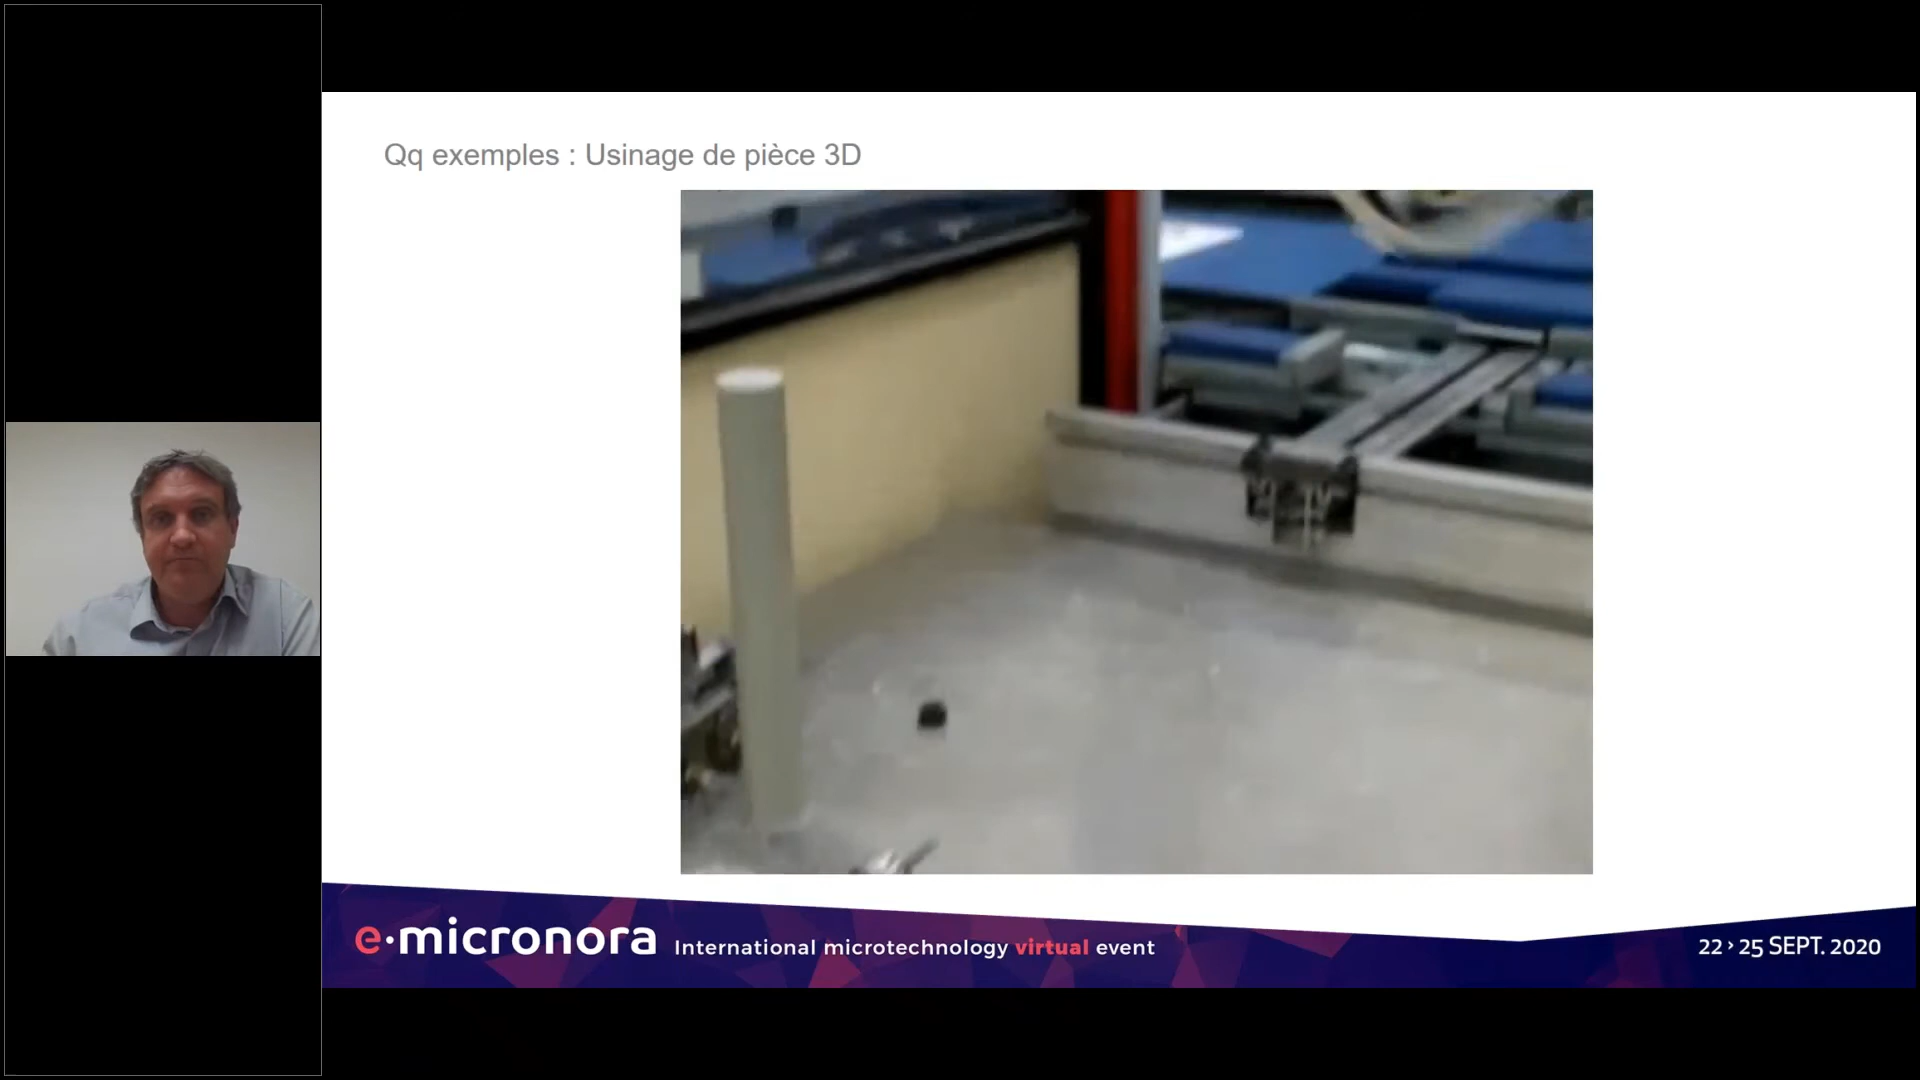 Qq exemples : Usinage de pièce 3D
e·micronora International microtechnology virtual event
22 > 25 SEPT. 2020